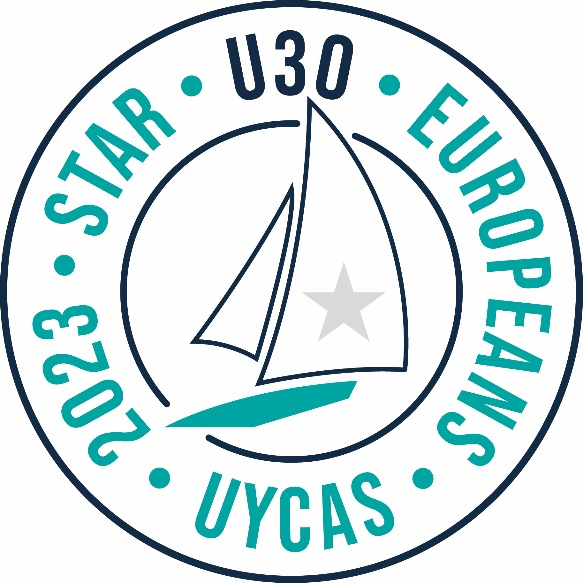 2023 • STAR • U30 • EUROPEANS • UYCAS •